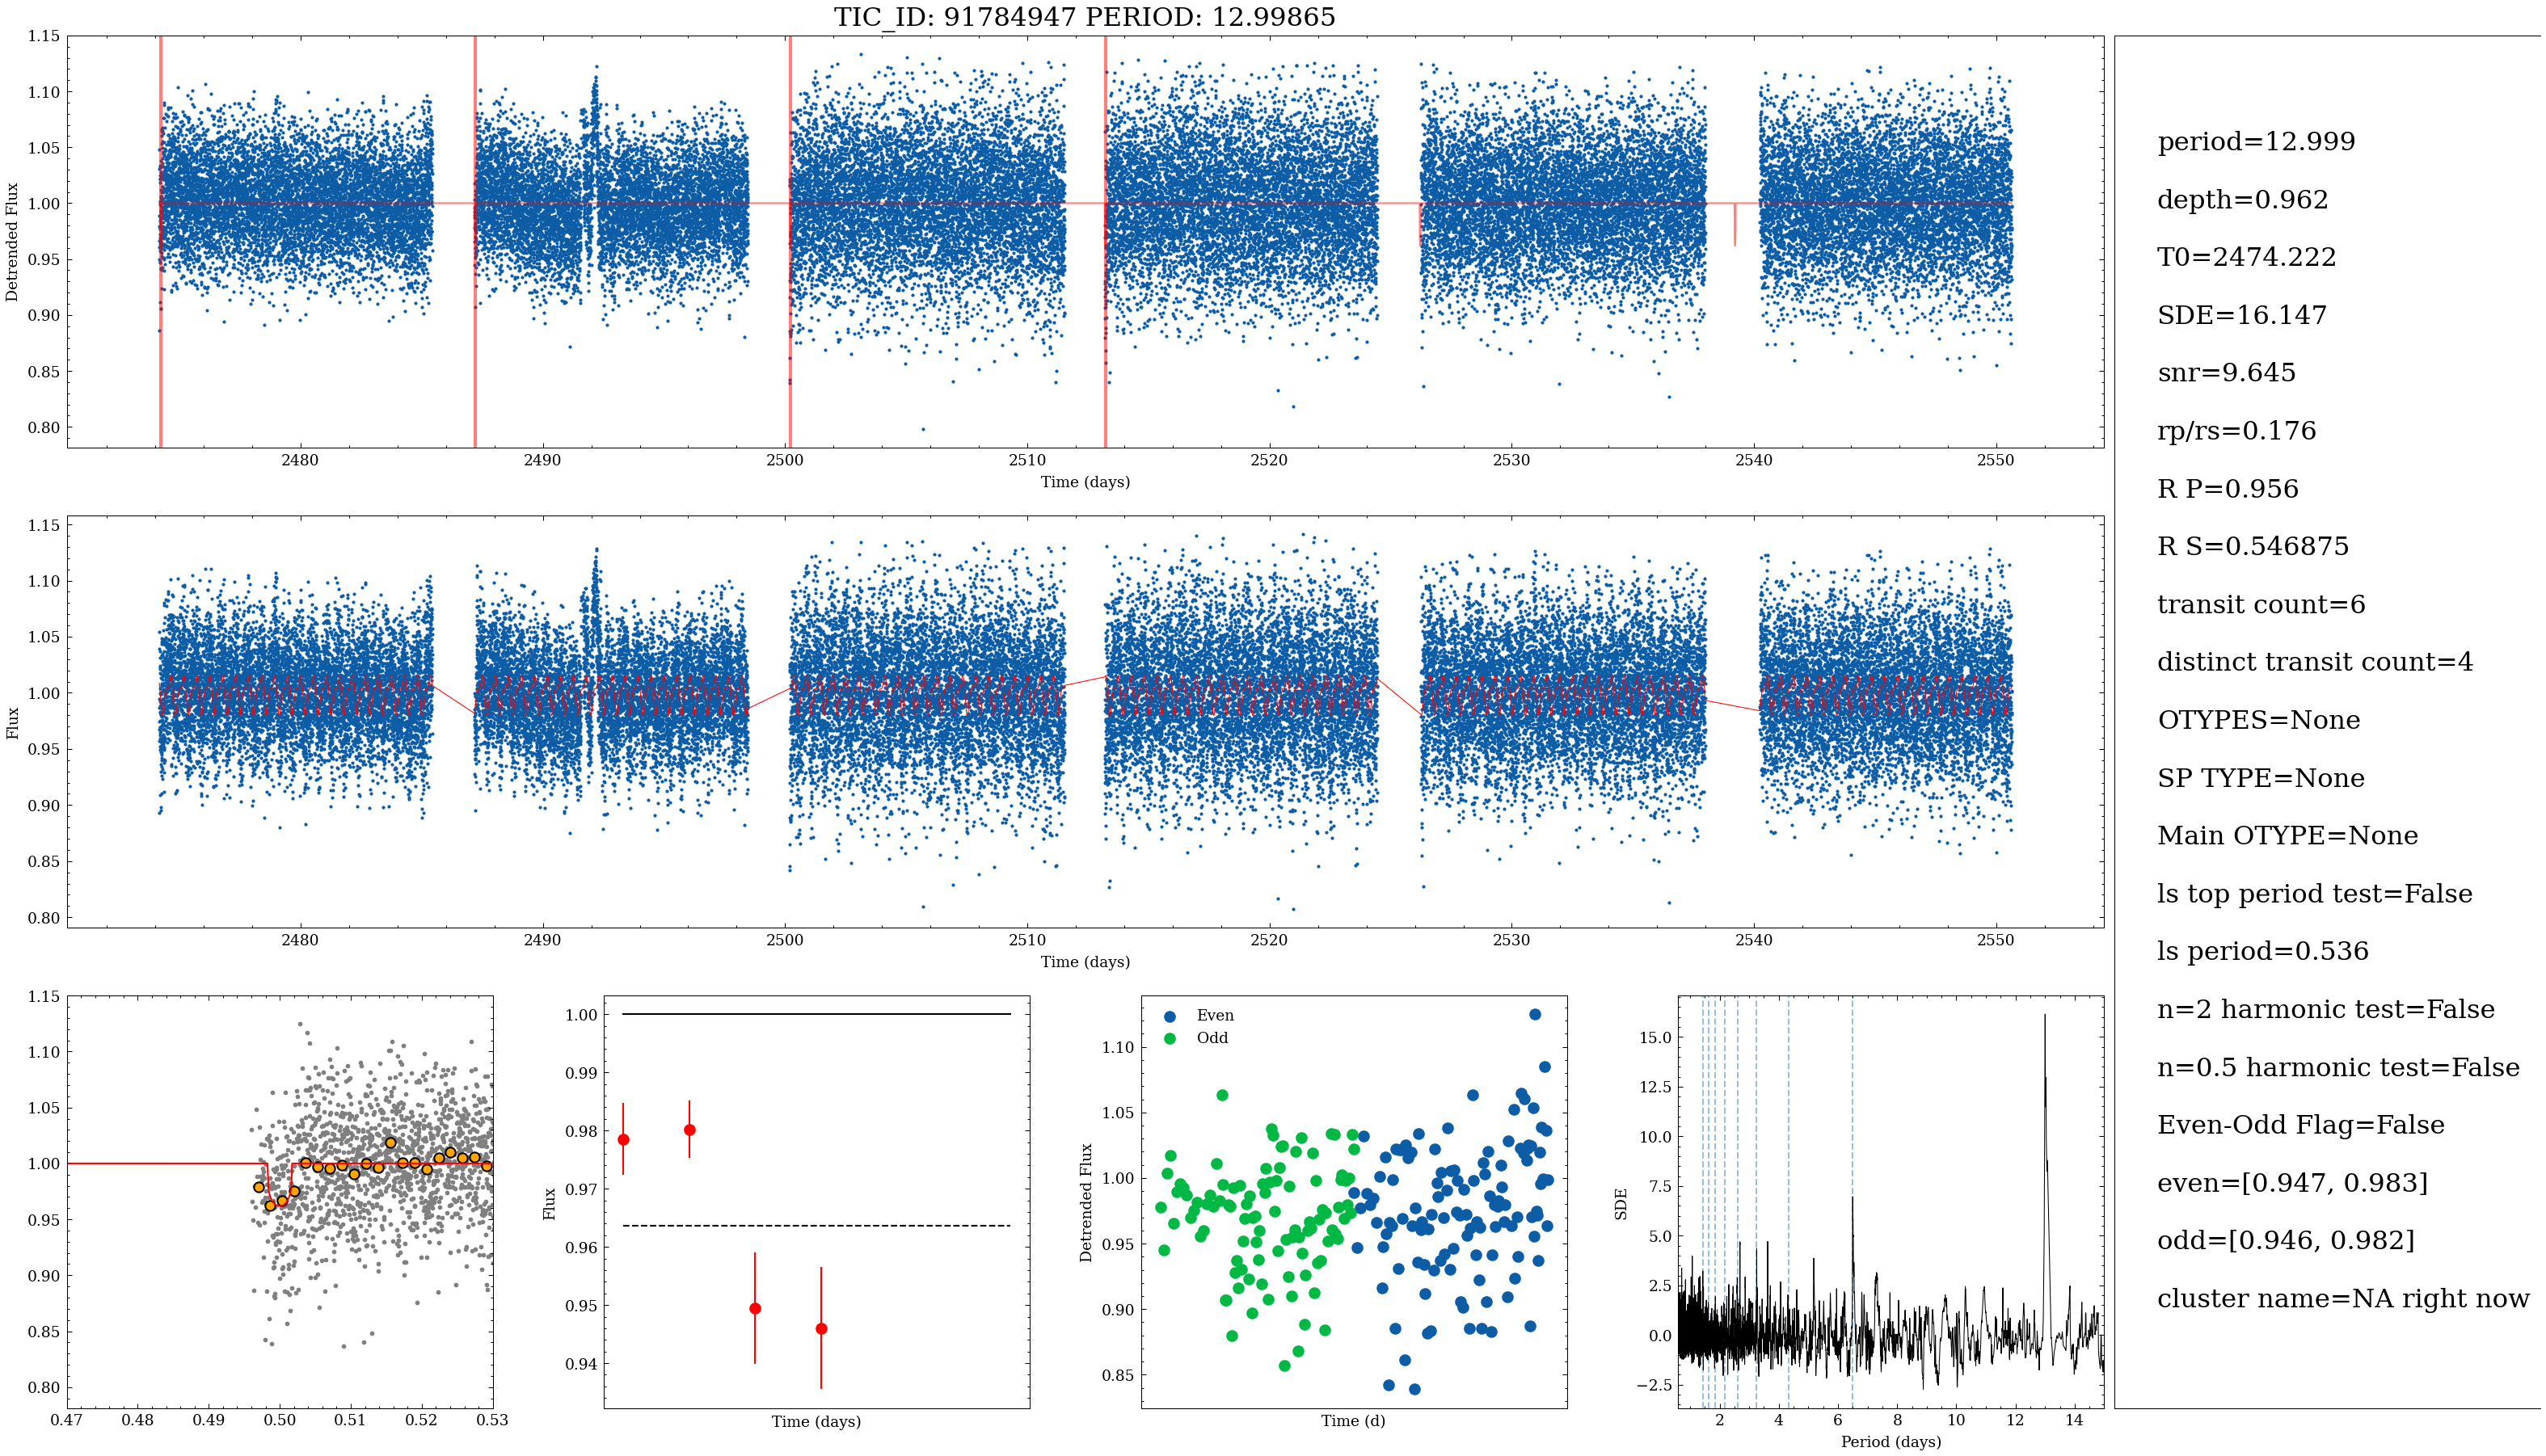 TIC_ID: 91784947 PERIOD: 12.99865
1.15
1.10
1.05
1.00
0.95
0.90
0.85
0.80
Detrended Flux
2480
2490
2500
2510
2520
2530
2540
2550
Time (days)
1.15
1.10
1.05
1.00
0.95
0.90
0.85
0.80
Flux
2480
2490
2500
2510
2520
2530
2540
2550
Time (days)
1.15
1.10
1.05
1.00
0.95
0.90
0.85
0.80
0.47
0.48
0.49
0.50
0.51
0.52
0.53
1.00
0.99
0.98
0.97
0.96
0.95
0.94
Flux
Time (days)
Even
Odd
1.10
1.05
1.00
0.95
0.90
0.85
Detrended Flux
Time (d)
15.0
12.5
10.0
7.5
5.0
2.5
0.0
−2.5
SDE
2
4
6
8
10
12
14
Period (days)
period=12.999
depth=0.962
T0=2474.222
SDE=16.147
snr=9.645
rp/rs=0.176
R P=0.956
R S=0.546875
transit count=6
distinct transit count=4
OTYPES=None
SP TYPE=None
Main OTYPE=None
ls top period test=False
ls period=0.536
n=2 harmonic test=False
n=0.5 harmonic test=False
Even-Odd Flag=False
even=[0.947, 0.983]
odd=[0.946, 0.982]
cluster name=NA right now